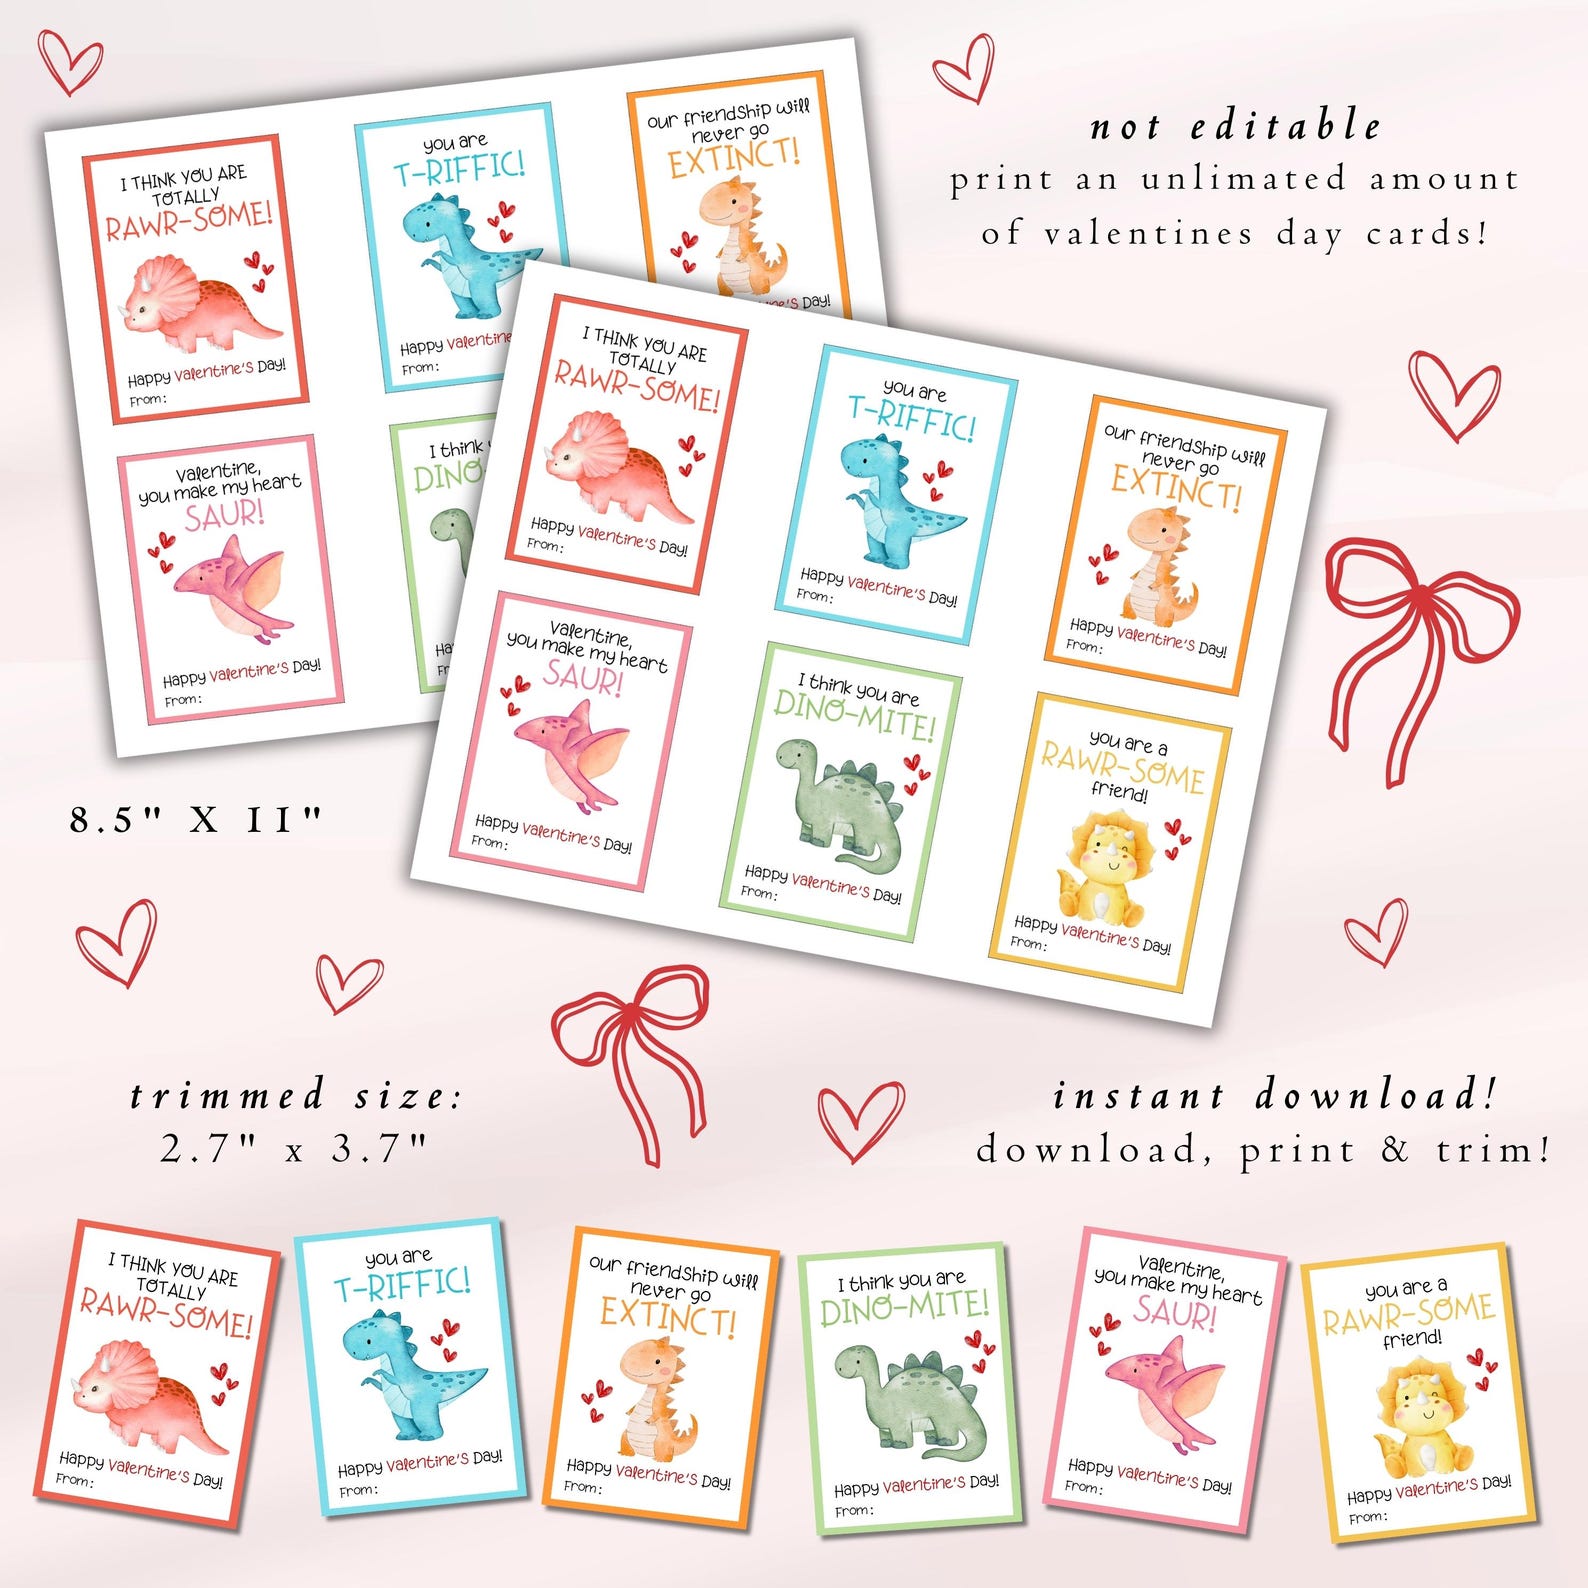 not editable
print an unlimated amount
of valentines day cards!
I THINK YOU ARE
TOTALLY
RAWR-SOME!
Happy Valentine's Day!
From:
you are
T-RIFFIC!
Happy Valentine's
From:
our friendship will
never go
EXTINCT!
Valentine's Day!
Valentine,
you make my heart
SAUR!
Happy Valentine's Day!
From:
I think
DINO-
I THINK YOU ARE
TOTALLY
RAWR-SOME!
Happy Valentine's Day!
From:
you are
T-RIFFIC!
Happy Valentine's Day!
From:
our friendship will
never go
EXTINCT!
Happy Valentine's Day!
From:
Valentine,
you make my heart
SAUR!
Happy Valentine's Day!
From:
I think you are
DINO-MITE!
Happy Valentine's Day!
From:
you are a
RAWR-SOME
friend!
Happy Valentine's Day!
From:
8.5" X 11"
trimmed size:
2.7" x 3.7"
instant download!
download, print & trim!
I THINK YOU ARE
TOTALLY
RAWR-SOME!
Happy Valentine's Day!
From:
you are
T-RIFFIC!
Happy Valentine's Day!
From:
our friendship will
never go
EXTINCT!
Happy Valentine's Day!
From:
I think you are
DINO-MITE!
Happy Valentine's Day!
From:
Valentine,
you make my heart
SAUR!
Happy Valentine's Day!
From:
you are a
RAWR-SOME
friend!
Happy Valentine's Day!
From: